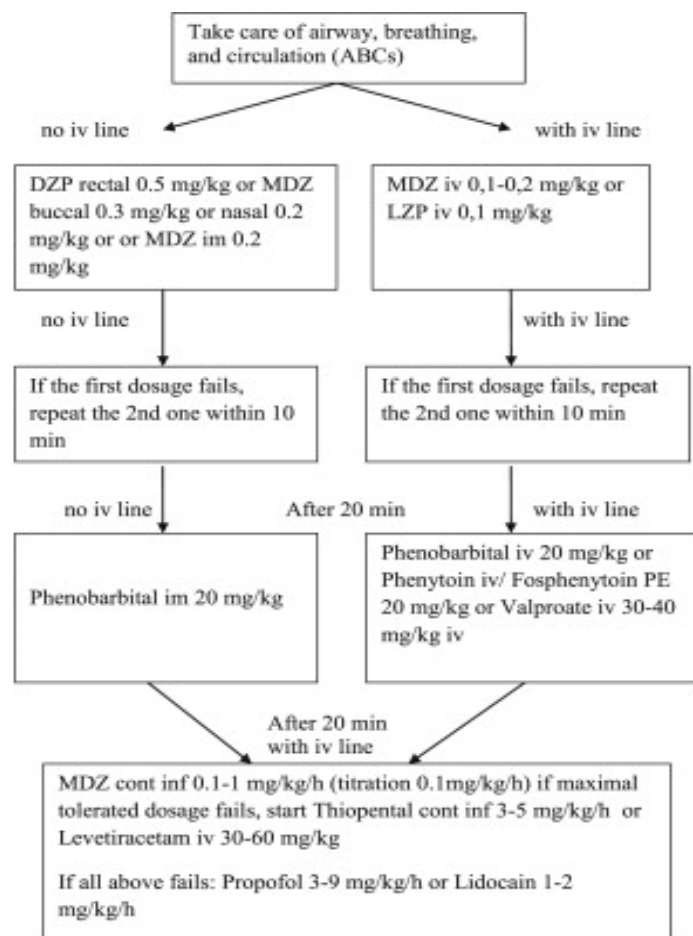 Take care of airway, breathing,
and circulation (ABCs)
no iv line
with iv line
DZP rectal 0.5 mg/kg or MDZ
buccal 0.3 mg/kg or nasal 0.2
mg/kg or or MDZ im 0.2
mg/kg
MDZ iv 0,1-0,2 mg/kg or
LZP iv 0,1 mg/kg
no iv line
with iv line
If the first dosage fails,
repeat the 2nd one within 10
min
If the first dosage fails, repeat
the 2nd one within 10 min
no iv line
After 20 min
with iv line
Phenobarbital im 20 mg/kg
Phenobarbital iv 20 mg/kg or
Phenytoin iv/ Fosphenytoin PE
20 mg/kg or Valproate iv 30-40
mg/kg iv
After 20 min
with iv line
MDZ cont inf 0.1-1 mg/kg/h (titration 0.1mg/kg/h) if maximal
tolerated dosage fails, start Thiopental cont inf 3-5 mg/kg/h or
Levetiracetam iv 30-60 mg/kg
If all above fails: Propofol 3-9 mg/kg/h or Lidocain 1-2
mg/kg/h